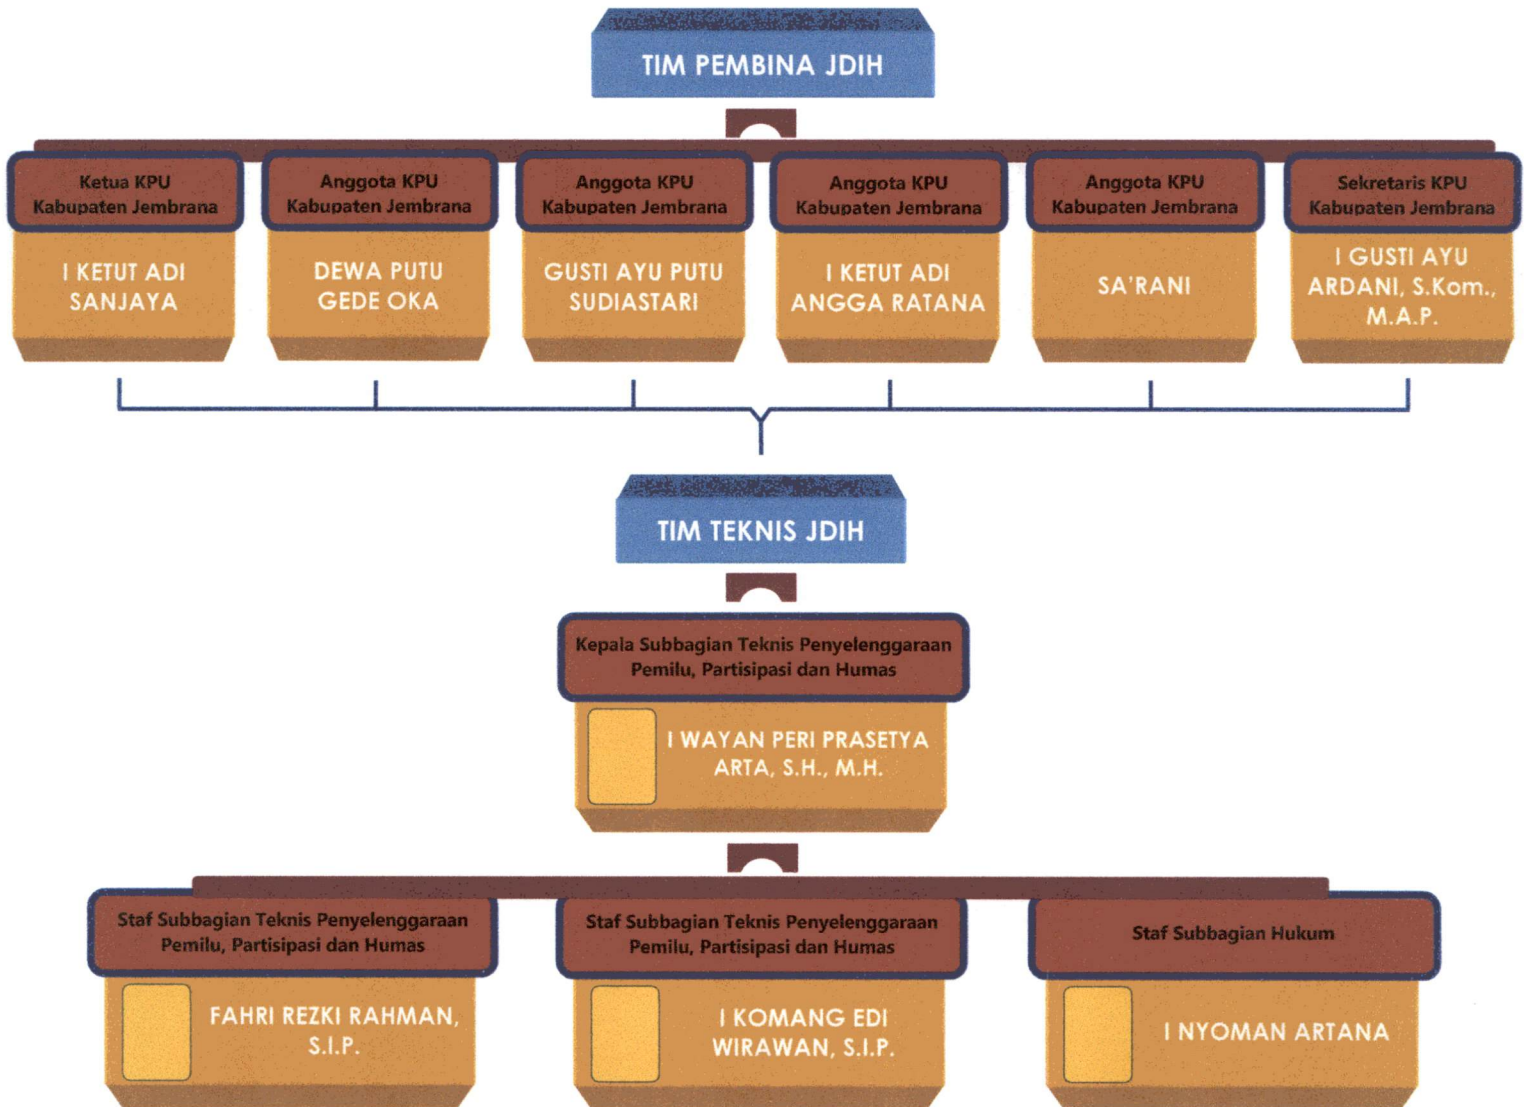 TIM PEMBINA JDIH
Ketua KPU
Kabupaten Jembrana
I KETUT ADI
SANJAYA
Anggota KPU
Kabupaten Jembrana
DEWA PUTU
GEDE OKA
Anggota KPU
Kabupaten Jembrana
GUSTI AYU PUTU
SUDIASTARI
Anggota KPU
Kabupaten Jembrana
I KETUT ADI
ANGGA RATANA
Anggota KPU
Kabupaten Jembrana
SA'RANI
Sekretaris KPU
Kabupaten Jembrana
I GUSTI AYU
ARDANI, S.Kom.,
M.A.P.
TIM TEKNIS JDIH
Kepala Subbagian Teknis Penyelenggaraan
Pemilu, Partisipasi dan Humas
I WAYAN PERI PRASETYA
ARTA, S.H., M.H.
Staf Subbagian Teknis Penyelenggaraan
Pemilu, Partisipasi dan Humas
FAHRI REZKI RAHMAN,
S.I.P.
Staf Subbagian Teknis Penyelenggaraan
Pemilu, Partisipasi dan Humas
I KOMANG EDI
WIRAWAN, S.I.P.
Staf Subbagian Hukum
I NYOMAN ARTANA